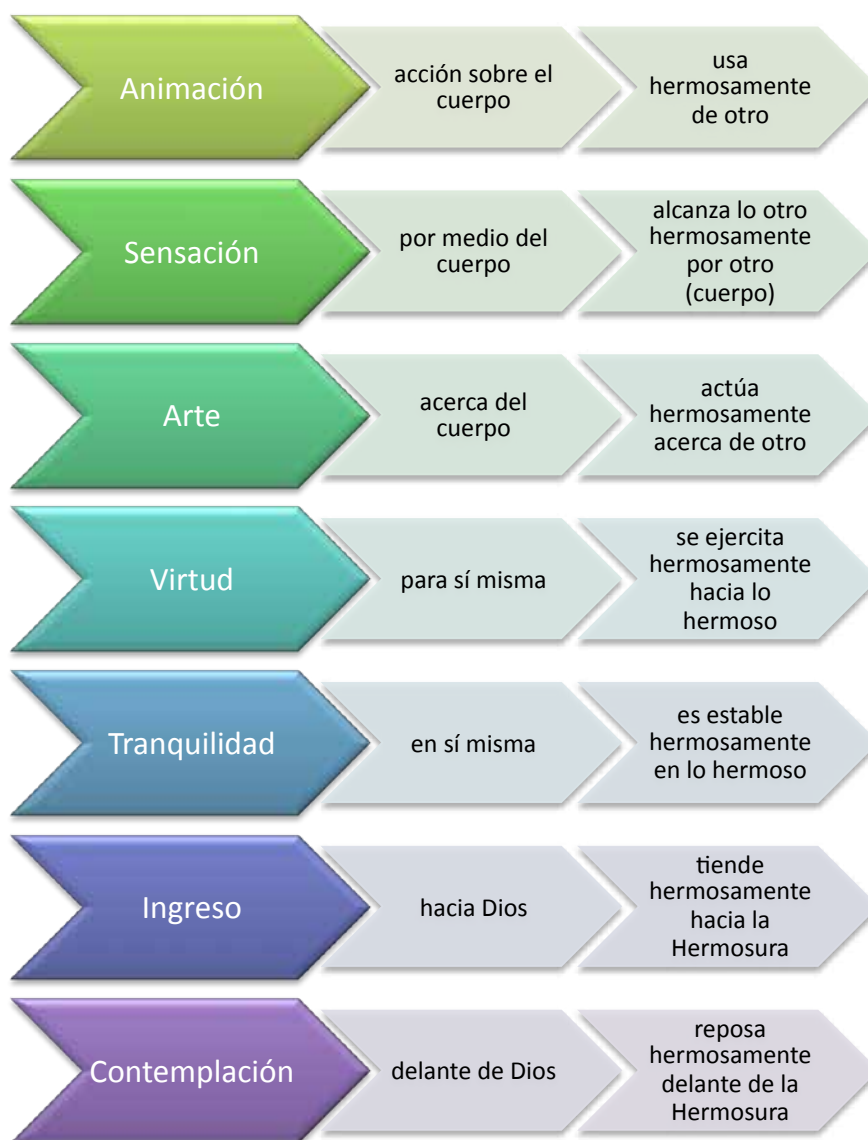 Animación
acción sobre el
cuerpo
usa
hermosamente
de otro
Sensación
por medio del
cuerpo
alcanza lo otro
hermosamente
por otro
(cuerpo)
Arte
acerca del
cuerpo
actúa
hermosamente
acerca de otro
Virtud
para sí misma
se ejercita
hermosamente
hacia lo
hermoso
Tranquilidad
en sí misma
es estable
hermosamente
en lo hermoso
Ingreso
hacia Dios
tiende
hermosamente
hacia la
Hermosura
Contemplación
delante de Dios
reposa
hermosamente
delante de la
Hermosura